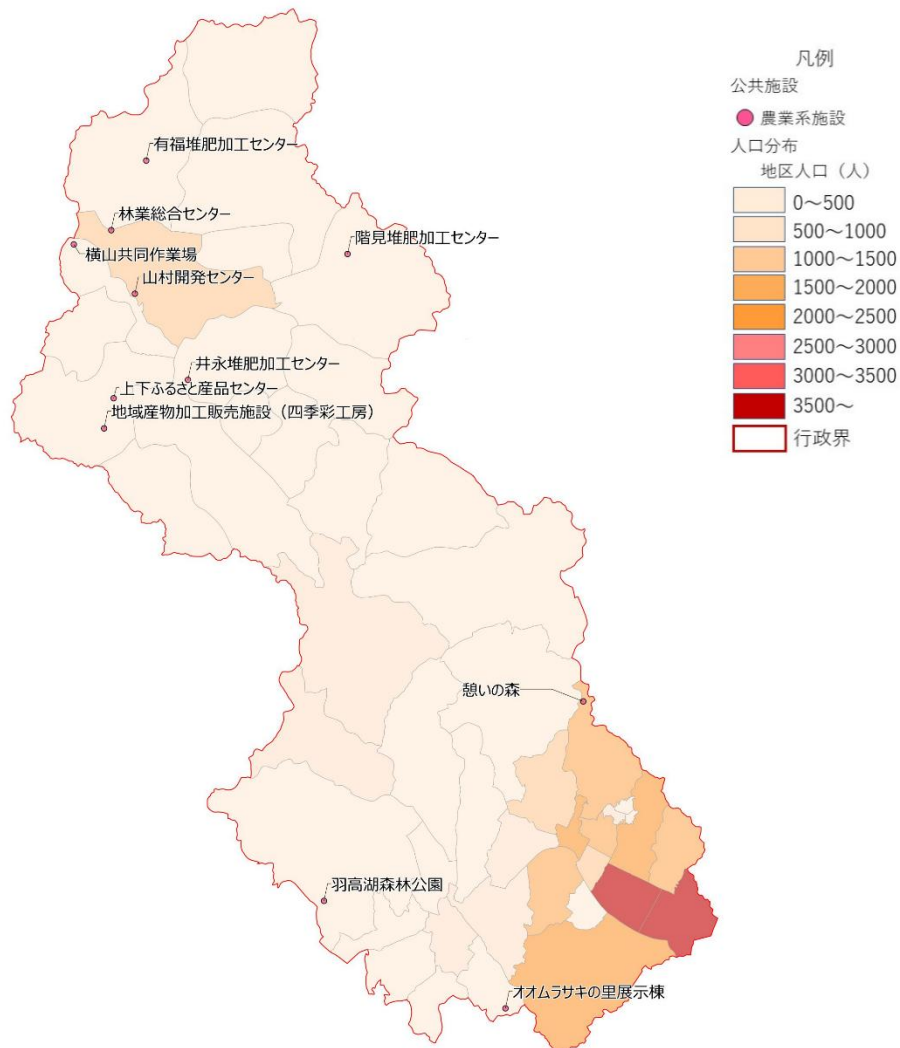 凡例
公共施設
農業系施設
人口分布
地区人口（人）
0～500
500～1000
1000～1500
1500～2000
2000～2500
2500～3000
3000～3500
3500～
行政界
有福堆肥加工センター
林業総合センター
階見堆肥加工センター
横山共同作業場
山村開発センター
井永堆肥加工センター
上下ふるさと産品センター
地域産物加工販売施設（四季彩工房）
憩いの森
羽高湖森林公園
オオムラサキの里展示棟